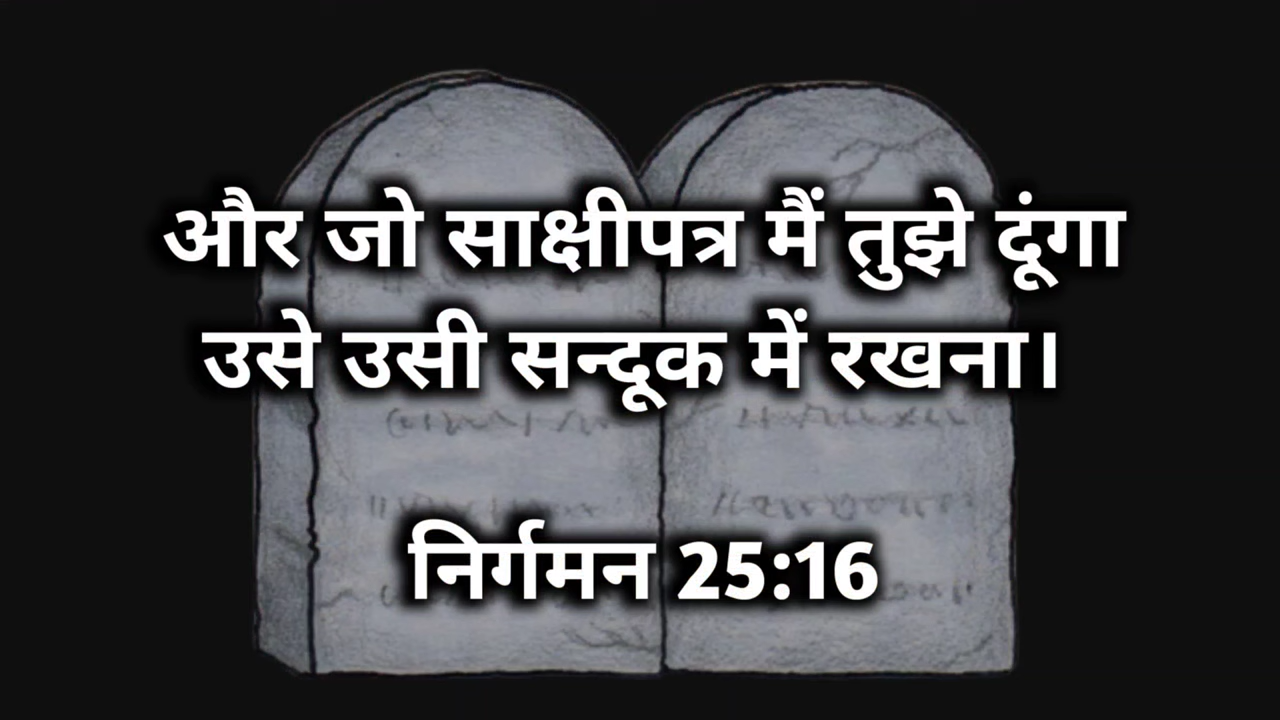 और जो साक्षीपत्र मैं तुझे दूंगा
उसे उसी सन्दूक में रखना।
निर्गमन 25:16